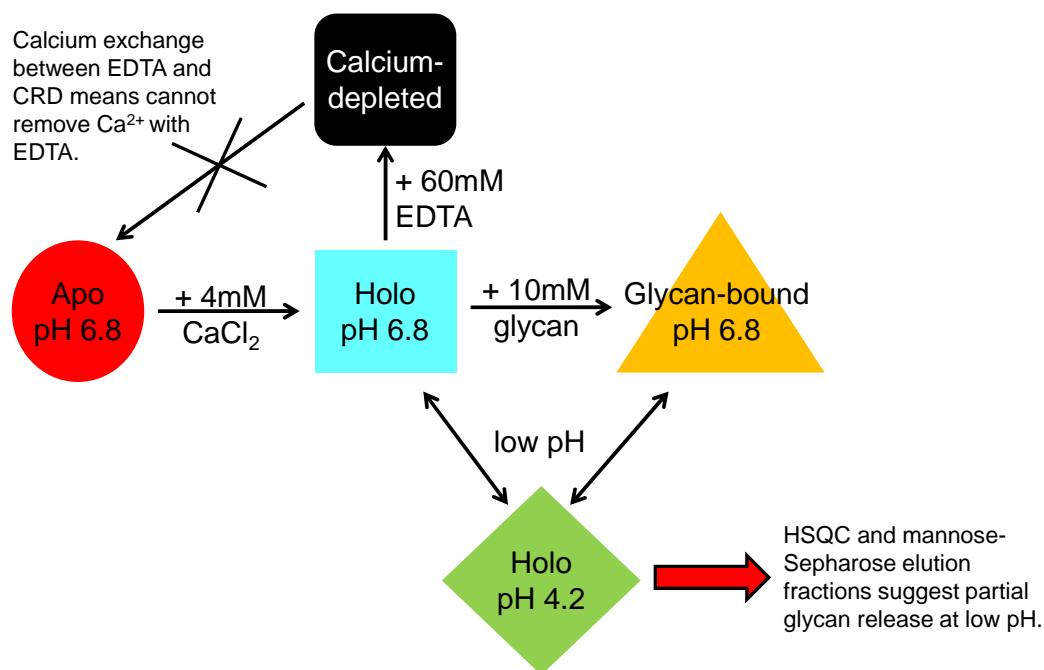 Calcium exchange
between EDTA and
CRD means cannot
remove Ca²⁺ with
EDTA.
Calcium-
depleted
+ 60mM
EDTA
Apo
pH 6.8
+ 4mM
CaCl₂
Holo
pH 6.8
+ 10mM
glycan
Glycan-bound
pH 6.8
low pH
Holo
pH 4.2
HSQC and mannose-
Sepharose elution
fractions suggest partial
glycan release at low pH.